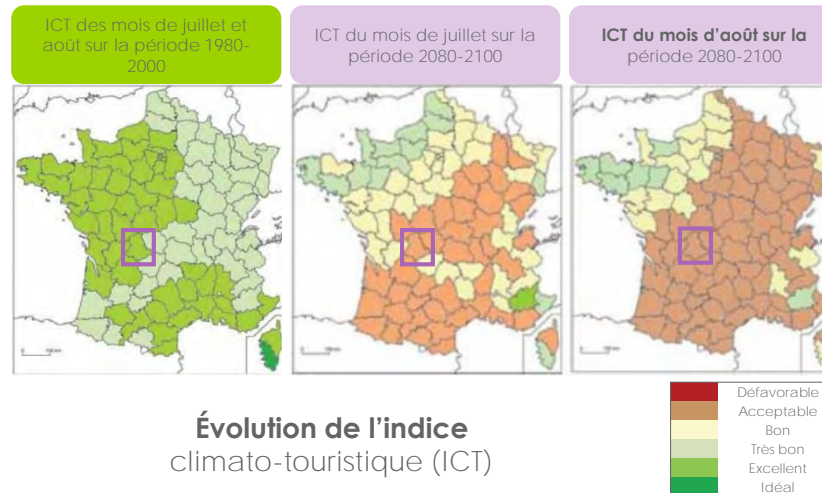 ICT des mois de juillet et
août sur la période 1980-
2000
ICT du mois de juillet sur la
période 2080-2100
ICT du mois d'août sur la
période 2080-2100
Évolution de l'indice
climato-touristique (ICT)
Défavorable
Acceptable
Bon
Très bon
Excellent
Idéal